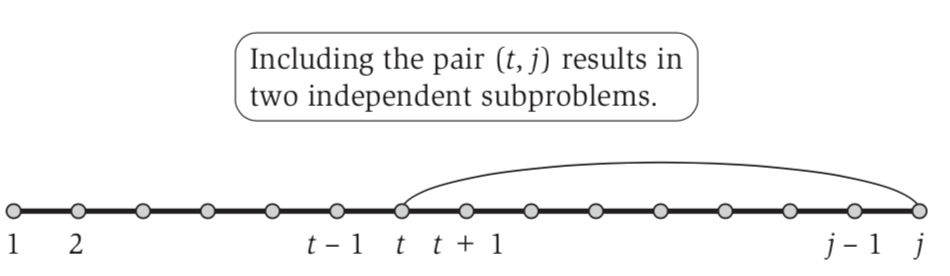 Including the pair (t, j) results in
two independent subproblems.
1 2 t – 1 t t + 1 j – 1 j